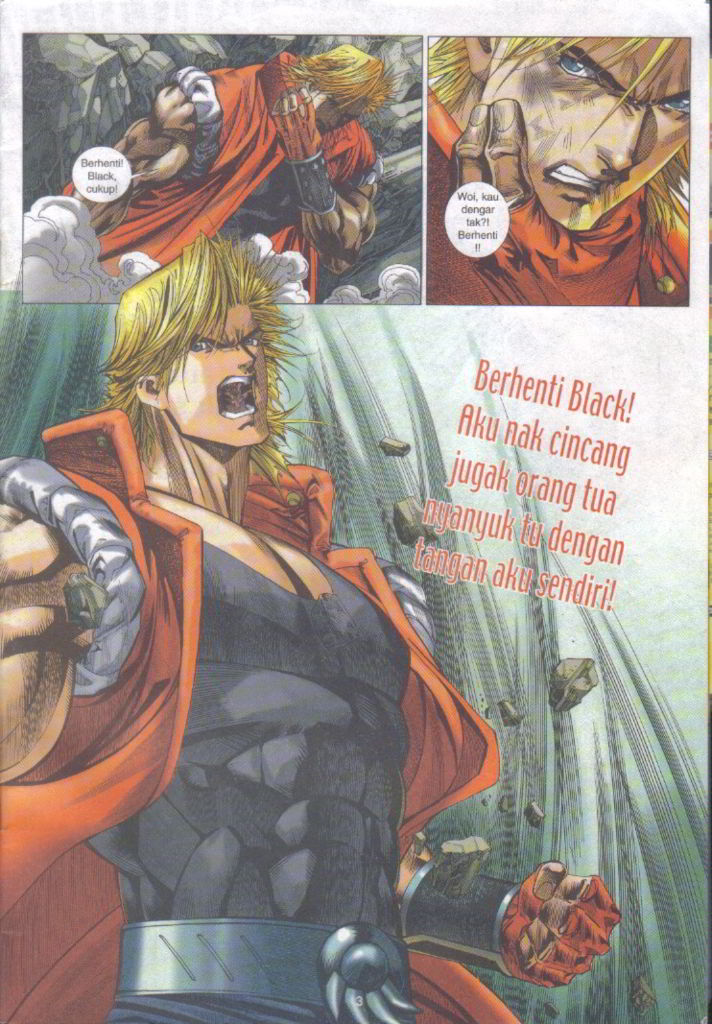 Berhenti!
Black,
cukup!
Woi, kau
dengar
tak?!
Berhenti
!!
Berhenti Black!
Aku nak cincang
jugak orang tua
nyanyuk tu dengan
tangan aku sendiri!
3